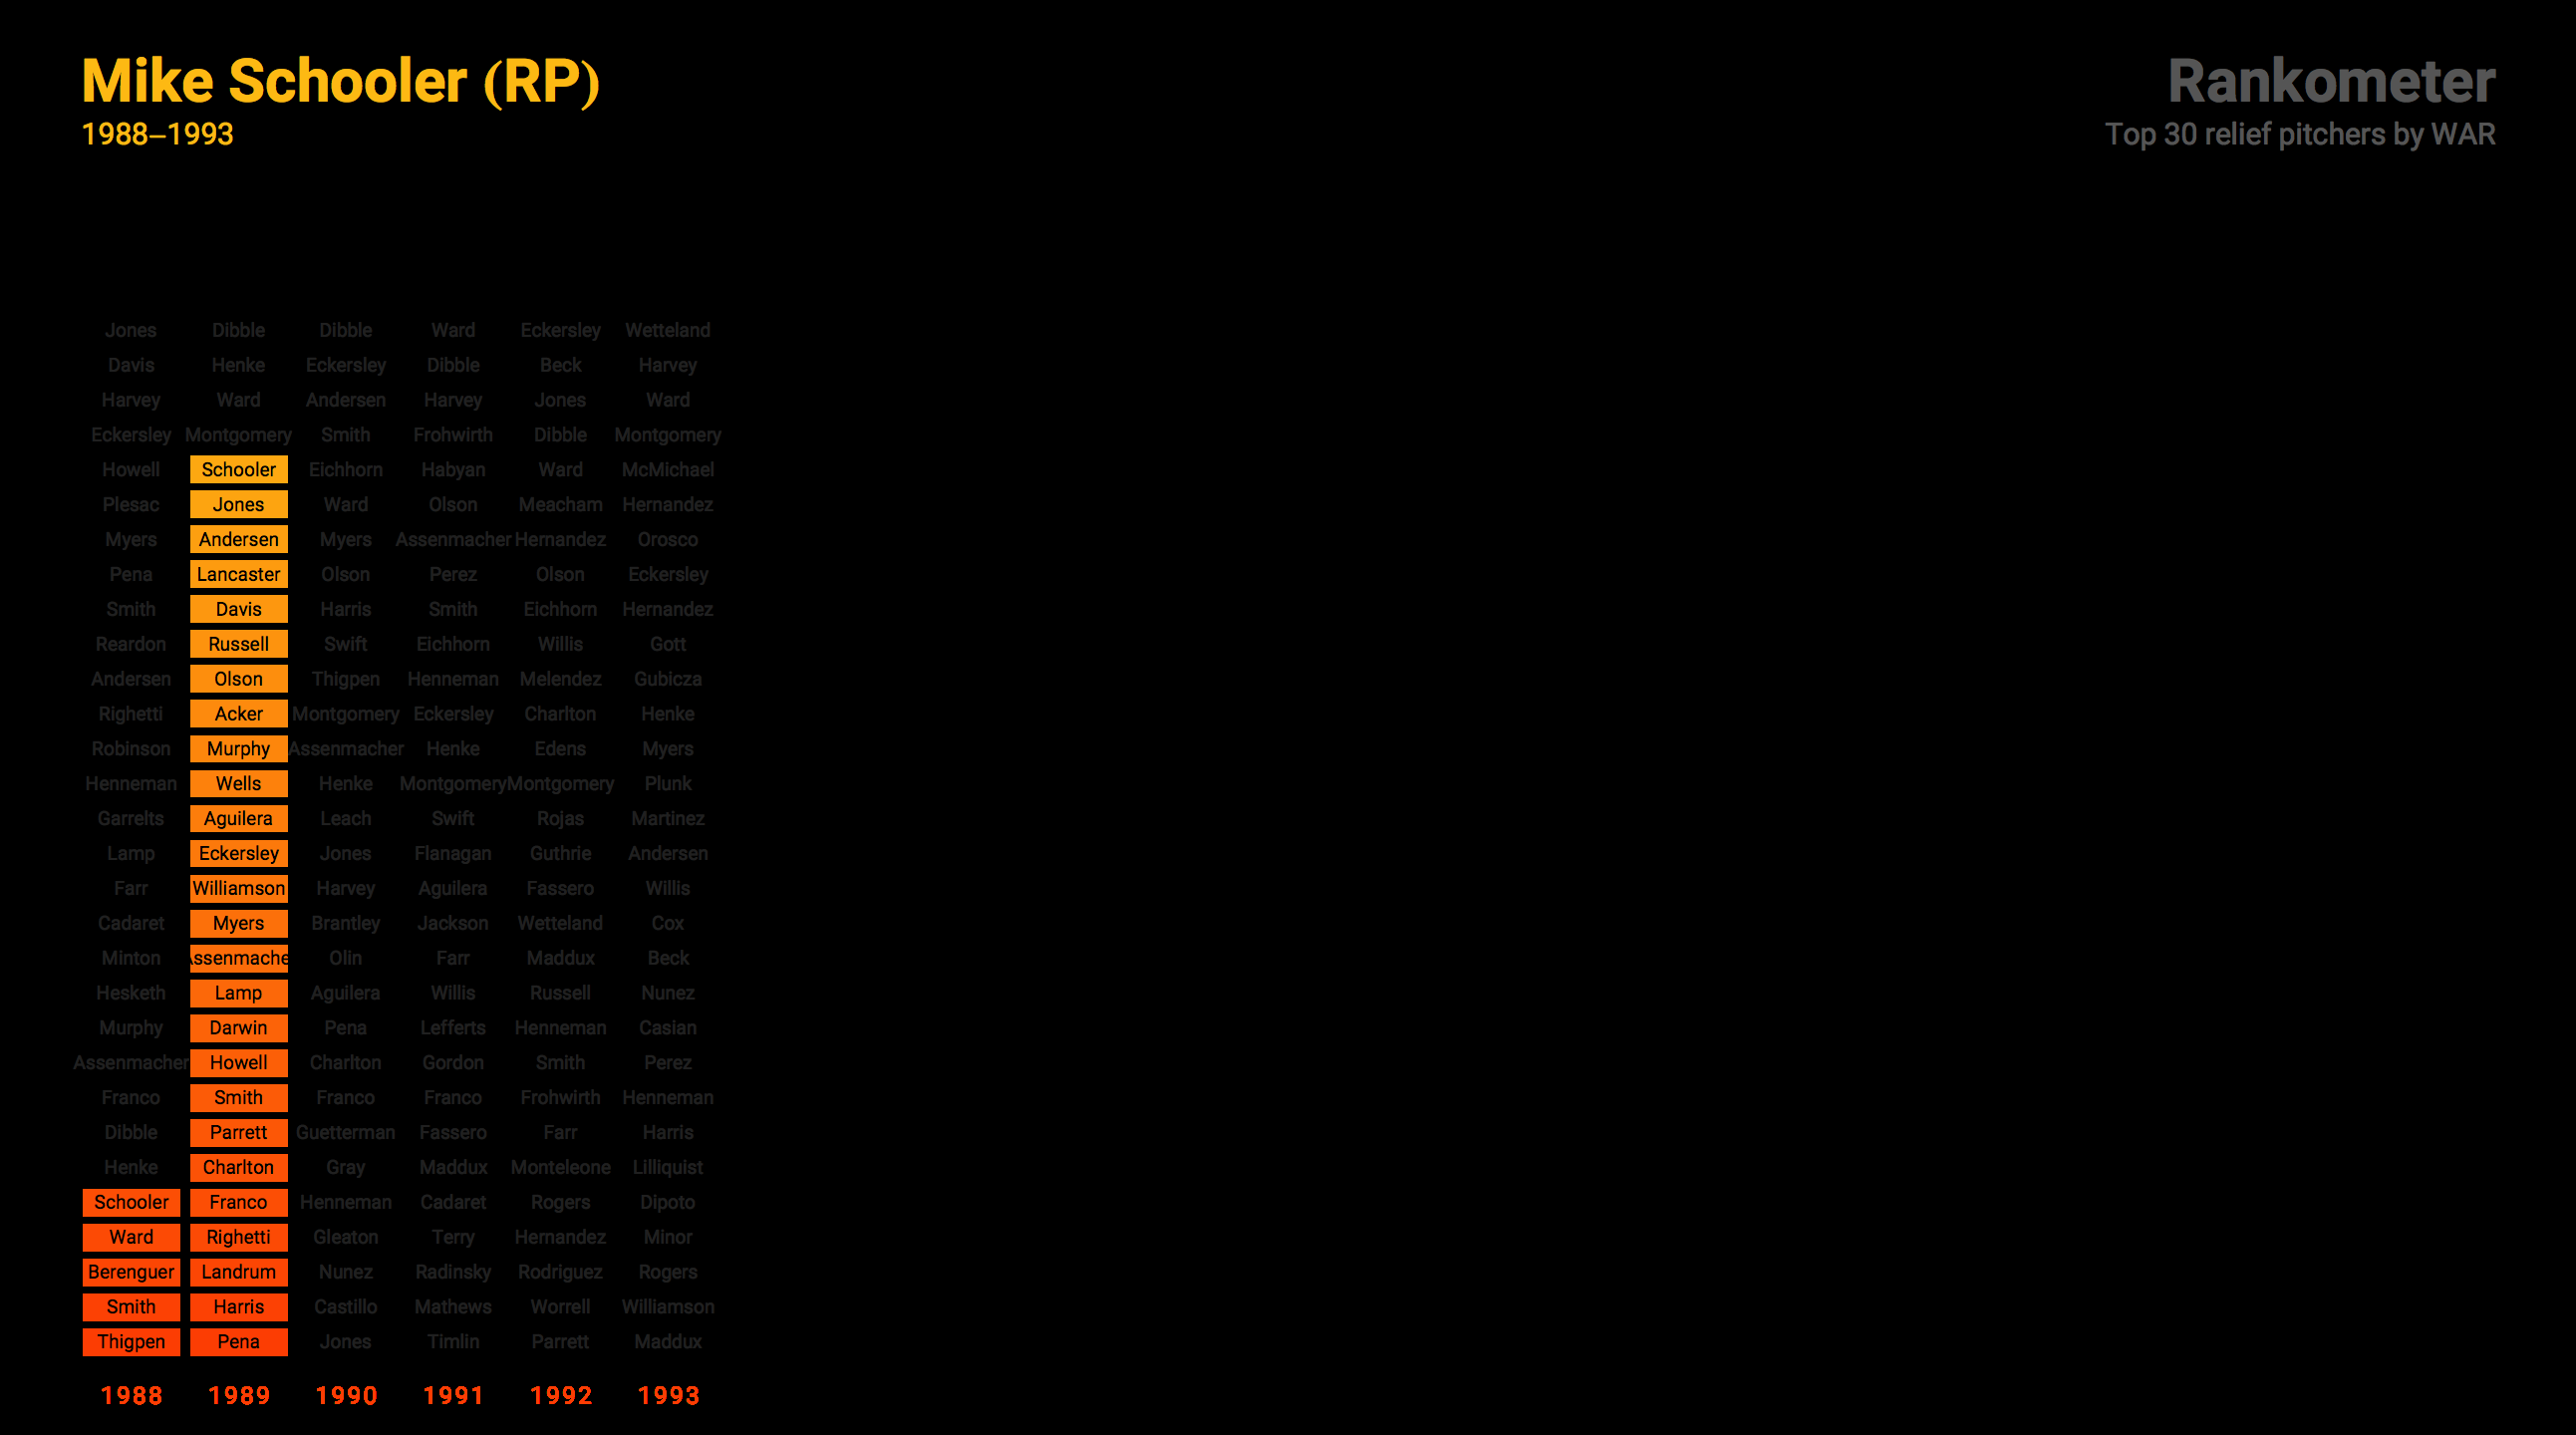 Mike Schooler (RP)
1988–1993
Rankometer
Top 30 relief pitchers by WAR
Jones Dibble Dibble Ward Eckersley Wetteland
Davis Henke Eckersley Dibble Beck Harvey
Harvey Ward Andersen Harvey Jones Ward
Eckersley Montgomery Smith Frohwirth Dibble Montgomery
Howell Schooler Eichhorn Habyan Ward McMichael
Plesac Jones Ward Olson Meacham Hernandez
Myers Andersen Myers Assenmacher Hernandez Orosco
Pena Lancaster Olson Perez Olson Eckersley
Smith Davis Harris Smith Eichhorn Hernandez
Reardon Russell Swift Eichhorn Willis Gott
Andersen Olson Thigpen Henneman Melendez Gubicza
Righetti Acker Montgomery Eckersley Charlton Henke
Robinson Murphy Assenmacher Henke Edens Myers
Henneman Wells Henke Montgomery Montgomery Plunk
Garrelts Aguilera Leach Swift Rojas Martinez
Lamp Eckersley Jones Flanagan Guthrie Andersen
Farr Williamson Harvey Aguilera Fassero Willis
Cadaret Myers Brantley Jackson Wetteland Cox
Minton Assenmache Olin Farr Maddux Beck
Hesketh Lamp Aguilera Willis Russell Nunez
Murphy Darwin Pena Lefferts Henneman Casian
Assenmacher Howell Charlton Gordon Smith Perez
Franco Smith Franco Franco Frohwirth Henneman
Dibble Parrett Guetterman Fassero Farr Harris
Henke Charlton Gray Maddux Monteleone Lilliquist
Schooler Franco Henneman Cadaret Rogers Dipoto
Ward Righetti Gleaton Terry Hernandez Minor
Berenguer Landrum Nunez Radinsky Rodriguez Rogers
Smith Harris Castillo Mathews Worrell Williamson
Thigpen Pena Jones Timlin Parrett Maddux
1988 1989 1990 1991 1992 1993